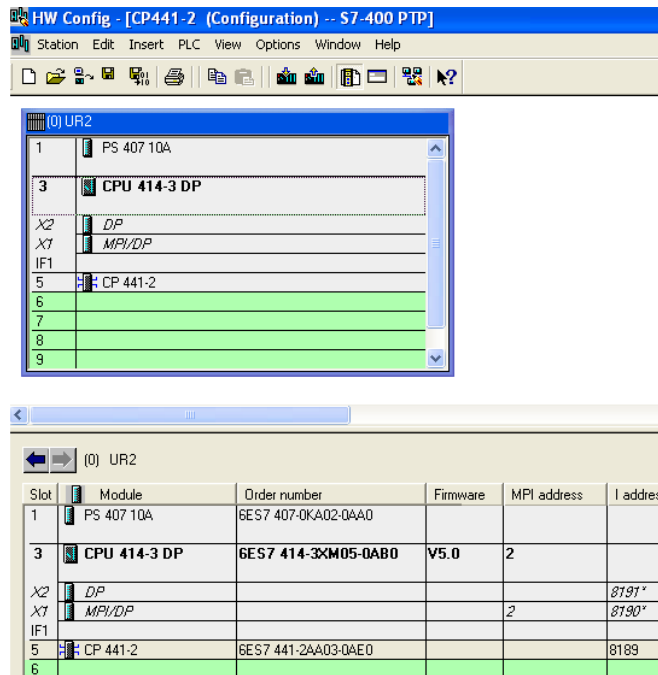 HW Config - [CP441-2 (Configuration) -- S7-400 PTP]
Station Edit Insert PLC View Options Window Help
(0) UR2
1 PS 407 10A
3 CPU 414-3 DP
X2 DP
X1 MPI/DP
IF1
5 CP 441-2
6
7
8
9
(0) UR2
Slot Module Order number Firmware MPI address I addres
1 PS 407 10A 6ES7 407-0KA02-0AA0
3 CPU 414-3 DP 6ES7 414-3XM05-0AB0 V5.0 2
X2 DP 8191*
X1 MPI/DP 2 8190*
IF1
5 CP 441-2 6ES7 441-2AA03-0AE0 8189
6